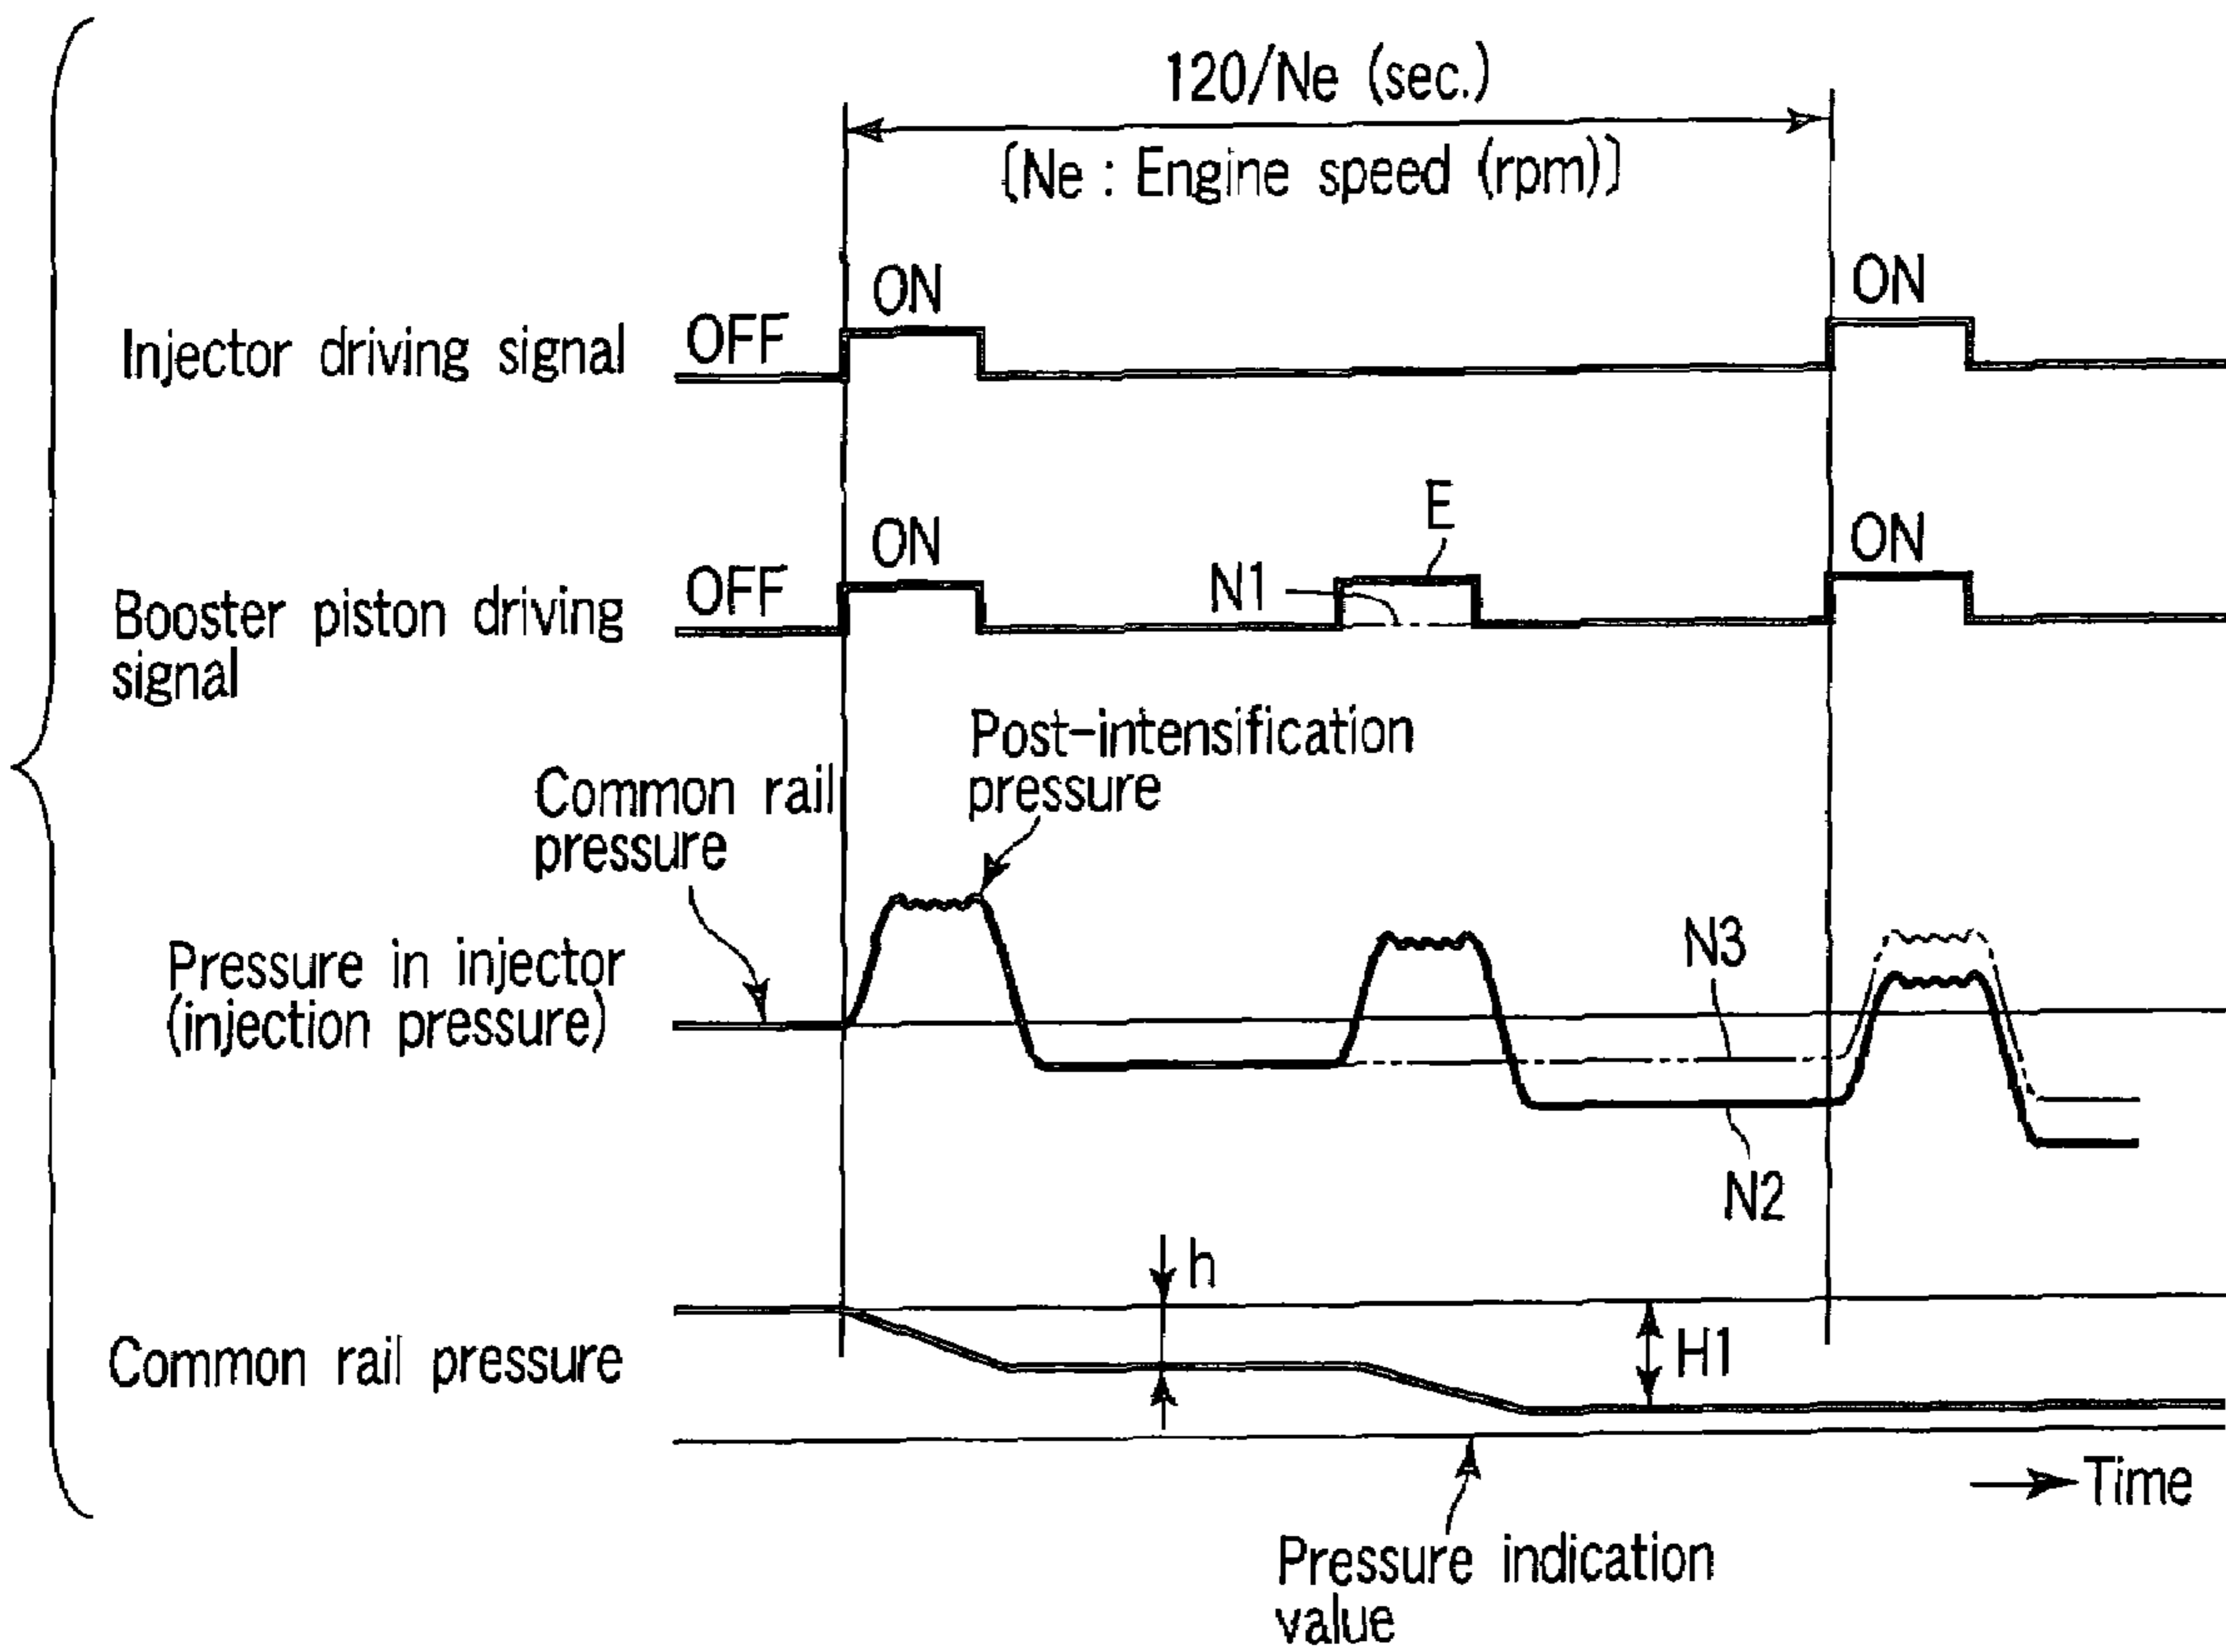 120/Ne (sec.)
[Ne : Engine speed (rpm)]
ON
ON
Injector driving signal
OFF
E
ON
ON
N1
OFF
Booster piston driving
signal
Post-intensification
pressure
Common rail
pressure
N3
Pressure in injector
(injection pressure)
N2
h
H1
Common rail pressure
Time
Pressure indication
value